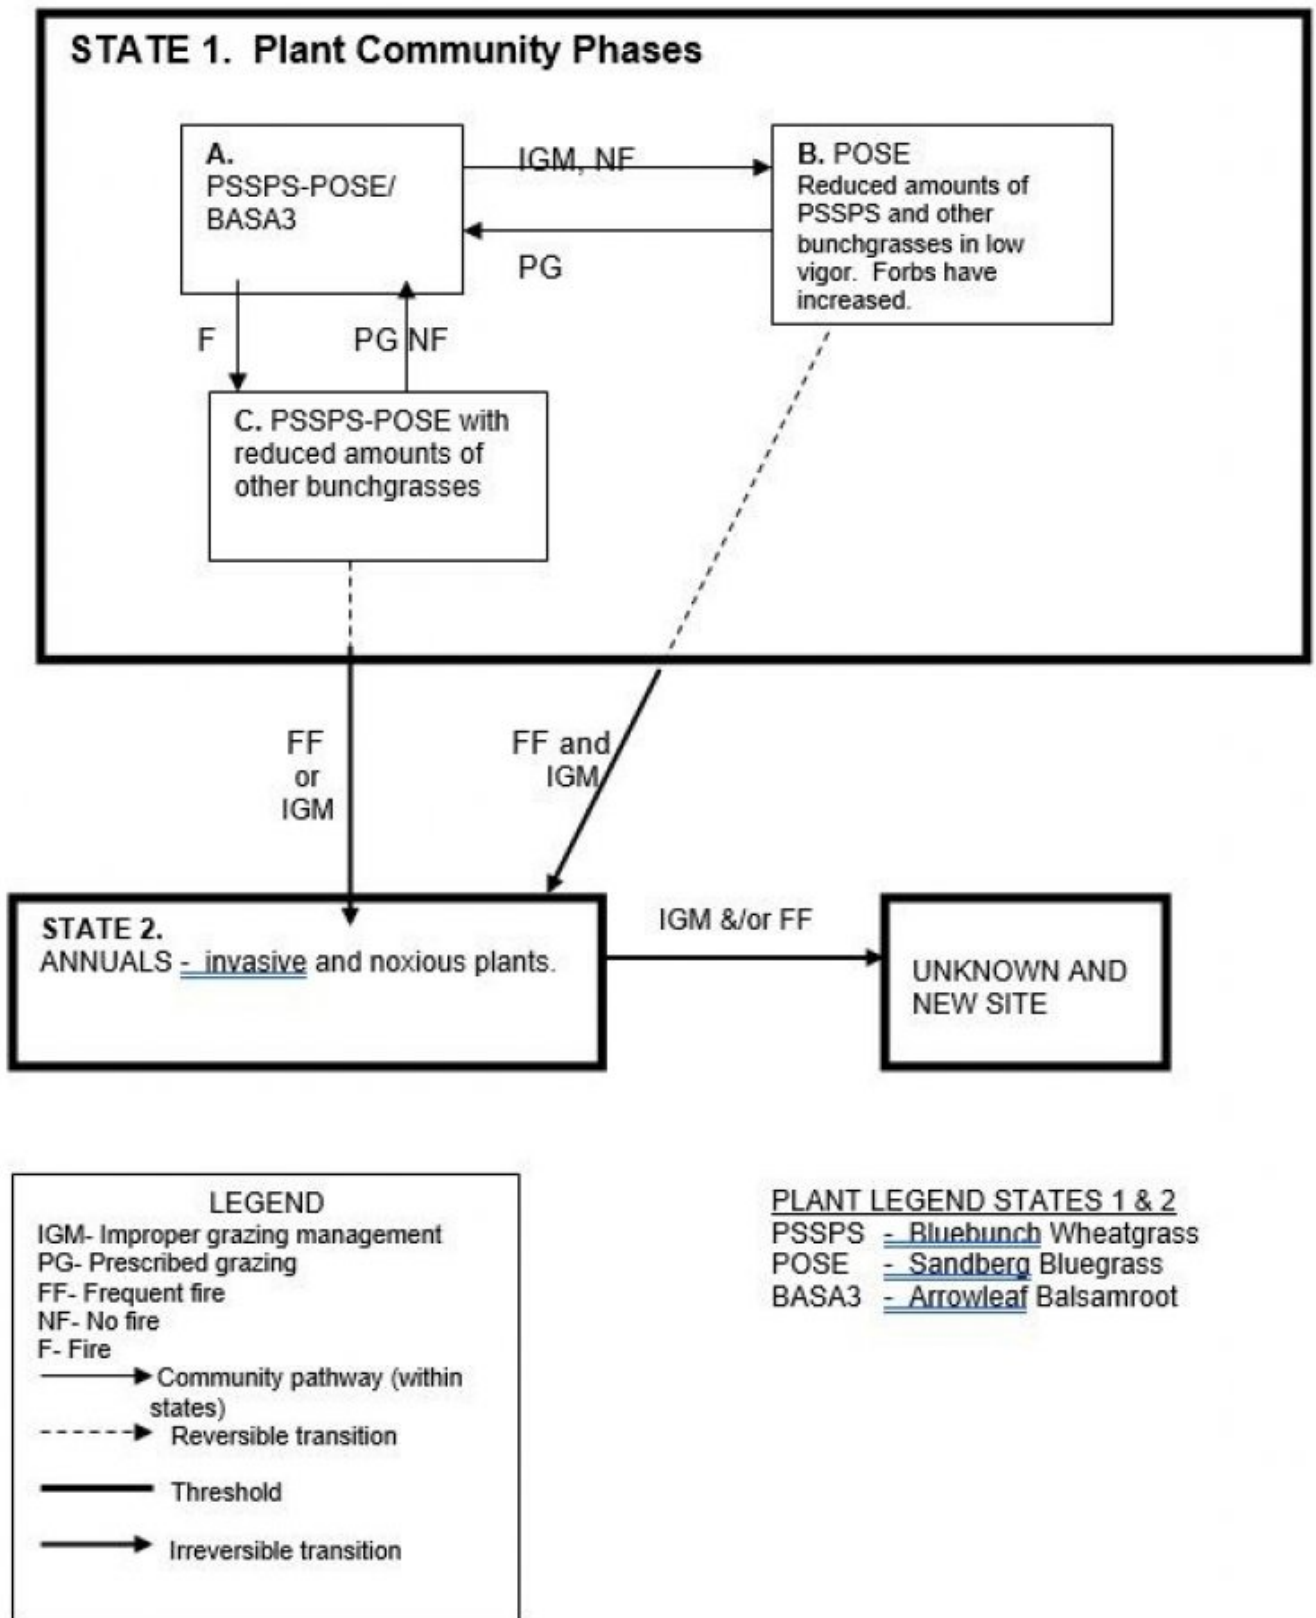 STATE 1.  Plant Community Phases
A.
PSSPS-POSE/
BASA3
IGM, NF
PG
B. POSE
Reduced amounts of
PSSPS and other
bunchgrasses in low
vigor.  Forbs have
increased.
F
PG NF
C. PSSPS-POSE with
reduced amounts of
other bunchgrasses
FF
or
IGM
FF and
IGM
STATE 2.
ANNUALS -  invasive and noxious plants.
IGM &/or FF
UNKNOWN AND
NEW SITE
LEGEND
IGM- Improper grazing management
PG- Prescribed grazing
FF- Frequent fire
NF- No fire
F- Fire
Community pathway (within
states)
Reversible transition
Threshold
Irreversible transition
PLANT LEGEND STATES 1 & 2
PSSPS - Bluebunch Wheatgrass
POSE - Sandberg Bluegrass
BASA3 - Arrowleaf Balsamroot